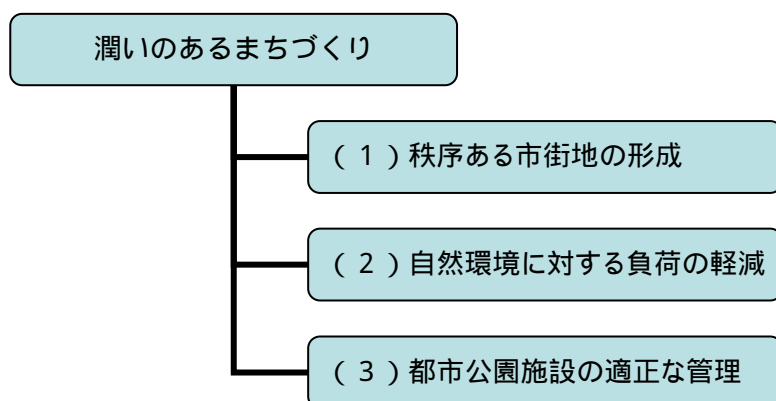 潤いのあるまちづくり
（１）秩序ある市街地の形成
（２）自然環境に対する負荷の軽減
（３）都市公園施設の適正な管理